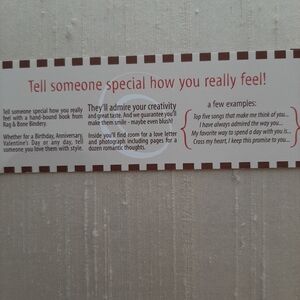 Tell someone special how you really feel!
Tell someone special how you really feel
with a hand-bound book from
Rag & Bone Bindery.
Whether for a Birthday, Anniversary,
Valentine's Day or any day, tell
someone you love them with style.
They'll admire your creativity
and great taste. And we guarantee you'll
make them smile - maybe even blush!
Inside you'll find room for a love letter
and photograph including pages for a
dozen romantic thoughts.
a few examples:
Top five songs that make me think of you...
I have always admired the way you...
My favorite way to spend a day with you is...
Cross my heart, I keep this promise to you...